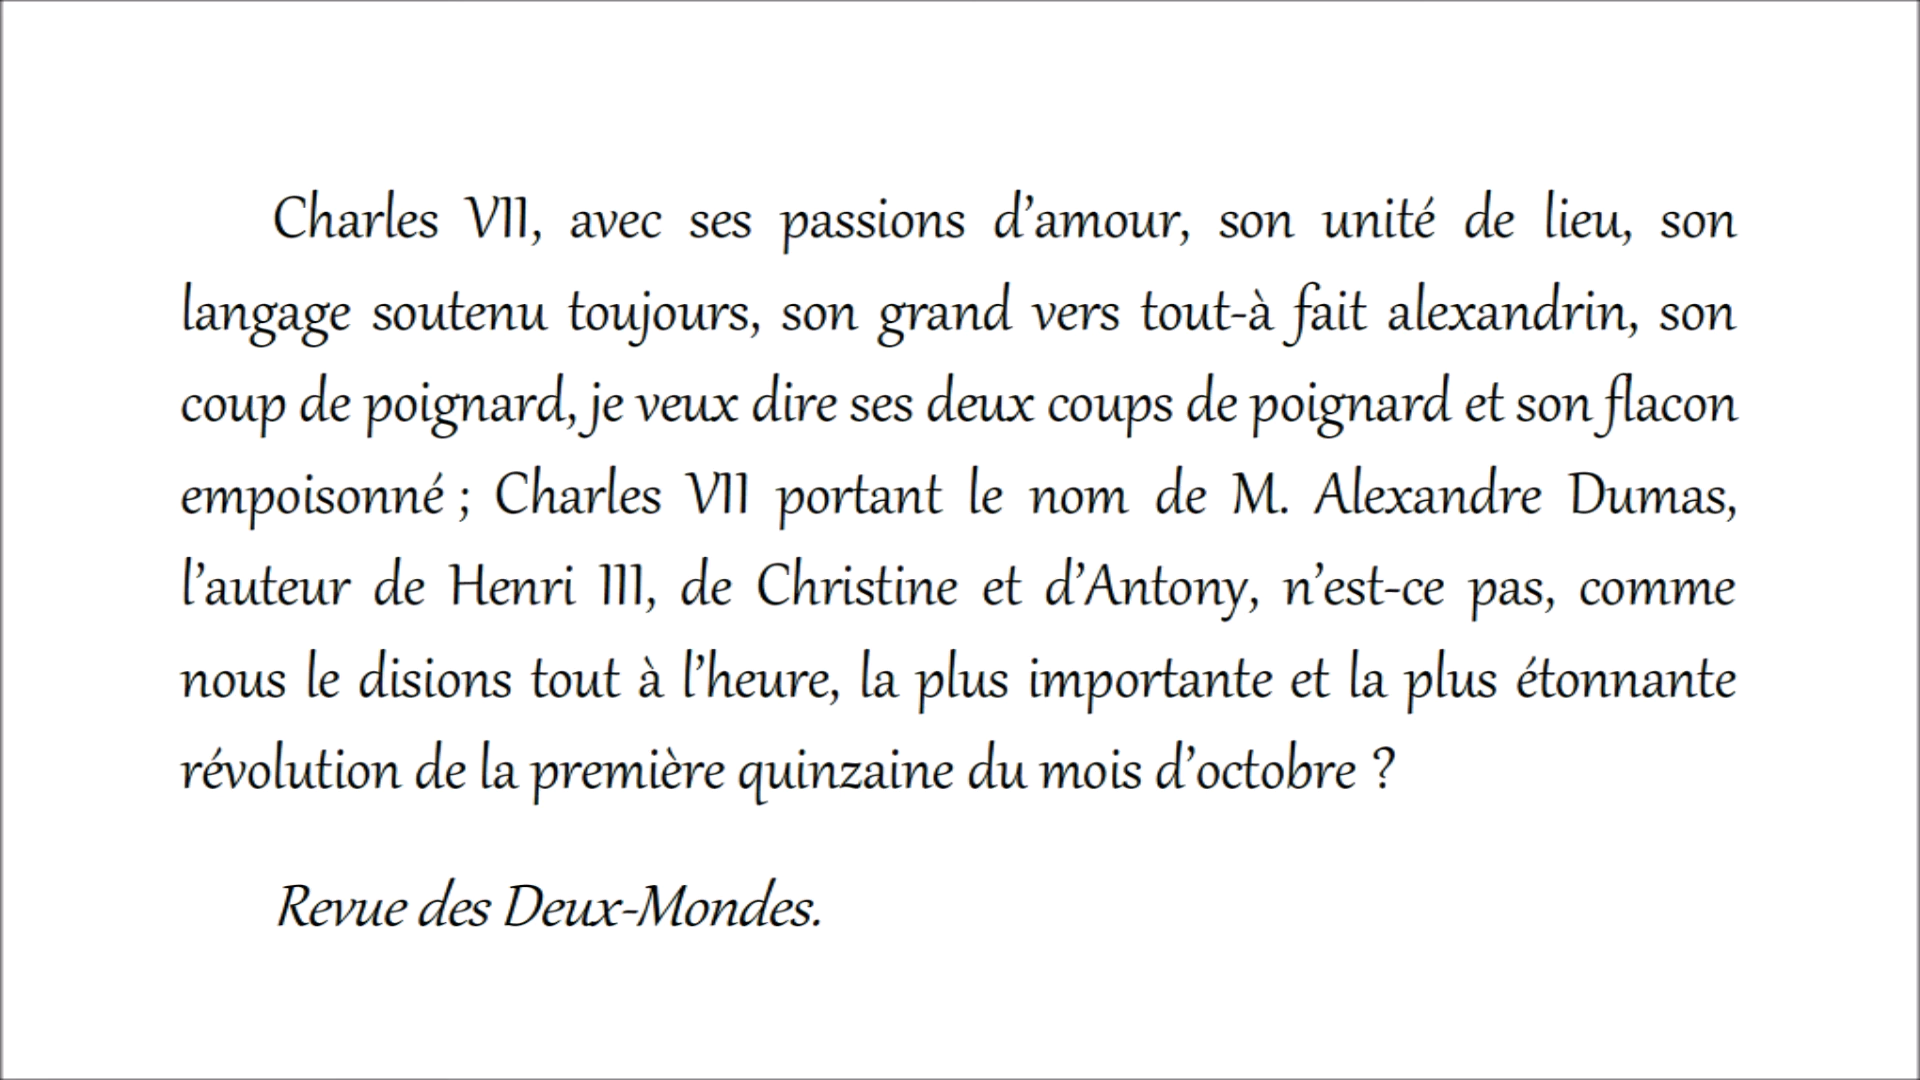 Charles VII, avec ses passions d’amour, son unité de lieu, son
langage soutenu toujours, son grand vers tout-à fait alexandrin, son
coup de poignard, je veux dire ses deux coups de poignard et son flacon
empoisonné ; Charles VII portant le nom de M. Alexandre Dumas,
l’auteur de Henri III, de Christine et d’Antony, n’est-ce pas, comme
nous le disions tout à l’heure, la plus importante et la plus étonnante
révolution de la première quinzaine du mois d’octobre ?
Revue des Deux-Mondes.